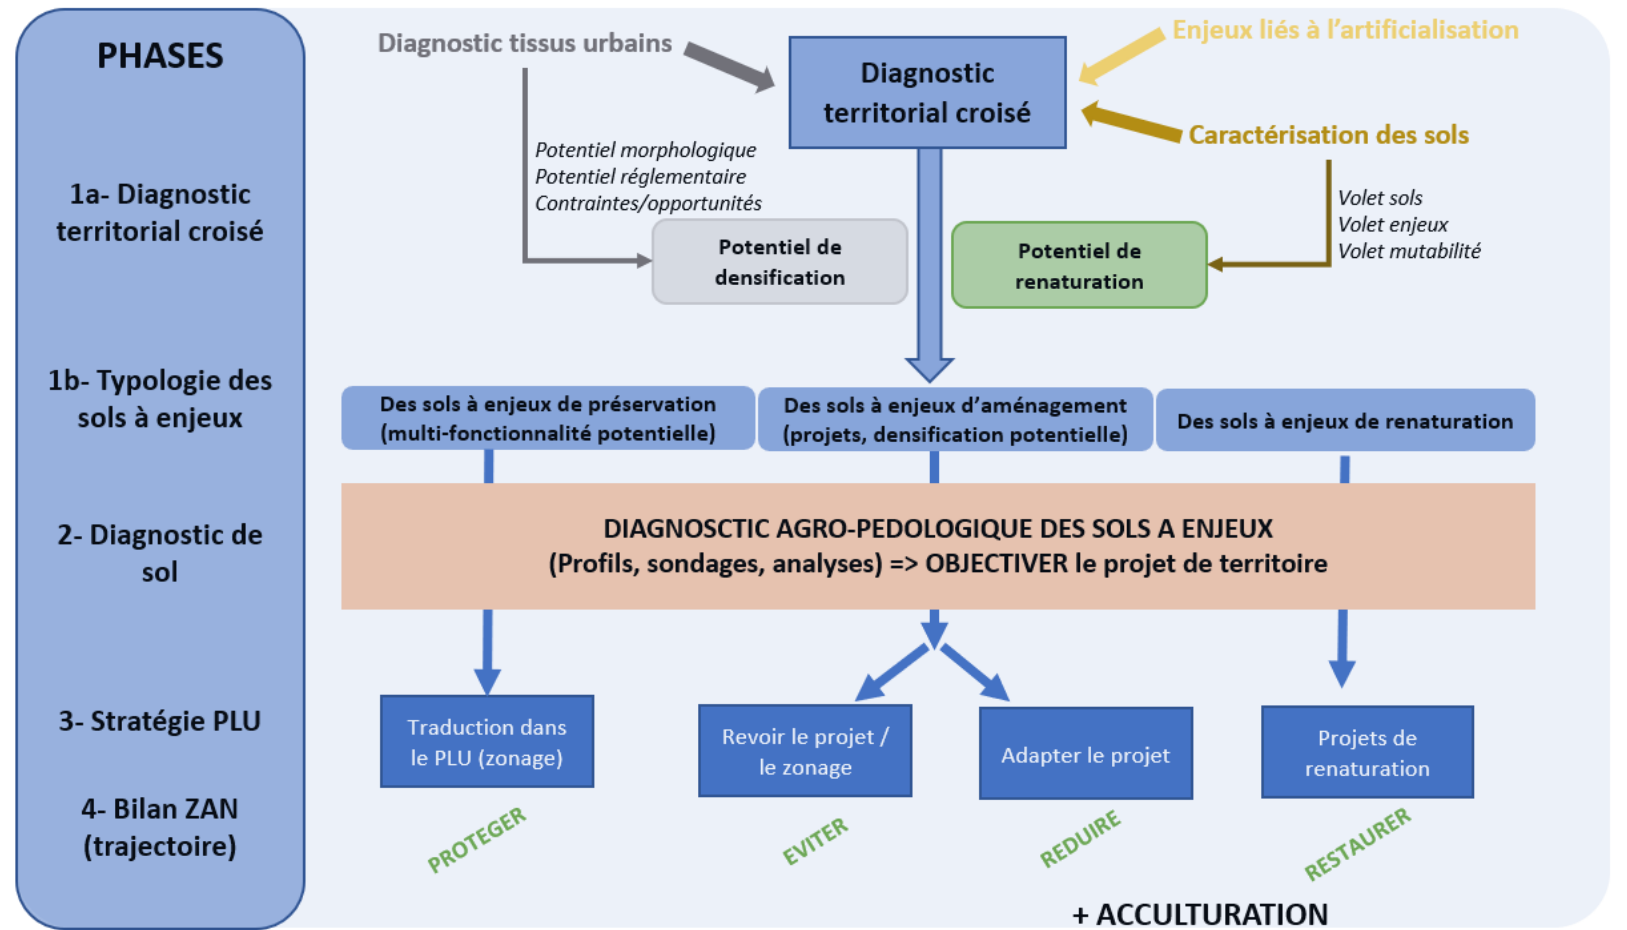 PHASES
1a- Diagnostic
territorial croisé
1b- Typologie des
sols à enjeux
2- Diagnostic de
sol
3- Stratégie PLU
4- Bilan ZAN
(trajectoire)
Diagnostic tissus urbains
Diagnostic
territorial croisé
Enjeux liés à l’artificialisation
Caractérisation des sols
Potentiel morphologique
Potentiel réglementaire
Contraintes/opportunités
Volet sols
Volet enjeux
Volet mutabilité
Potentiel de
densification
Potentiel de
renaturation
Des sols à enjeux de préservation
(multi-fonctionnalité potentielle)
Des sols à enjeux d’aménagement
(projets, densification potentielle)
Des sols à enjeux de renaturation
DIAGNOSCTIC AGRO-PEDOLOGIQUE DES SOLS A ENJEUX
(Profils, sondages, analyses) => OBJECTIVER le projet de territoire
Traduction dans
le PLU (zonage)
Revoir le projet /
le zonage
Adapter le projet
Projets de
renaturation
PROTEGER
EVITER
REDUIRE
RESTAURER
+ ACCULTURATION